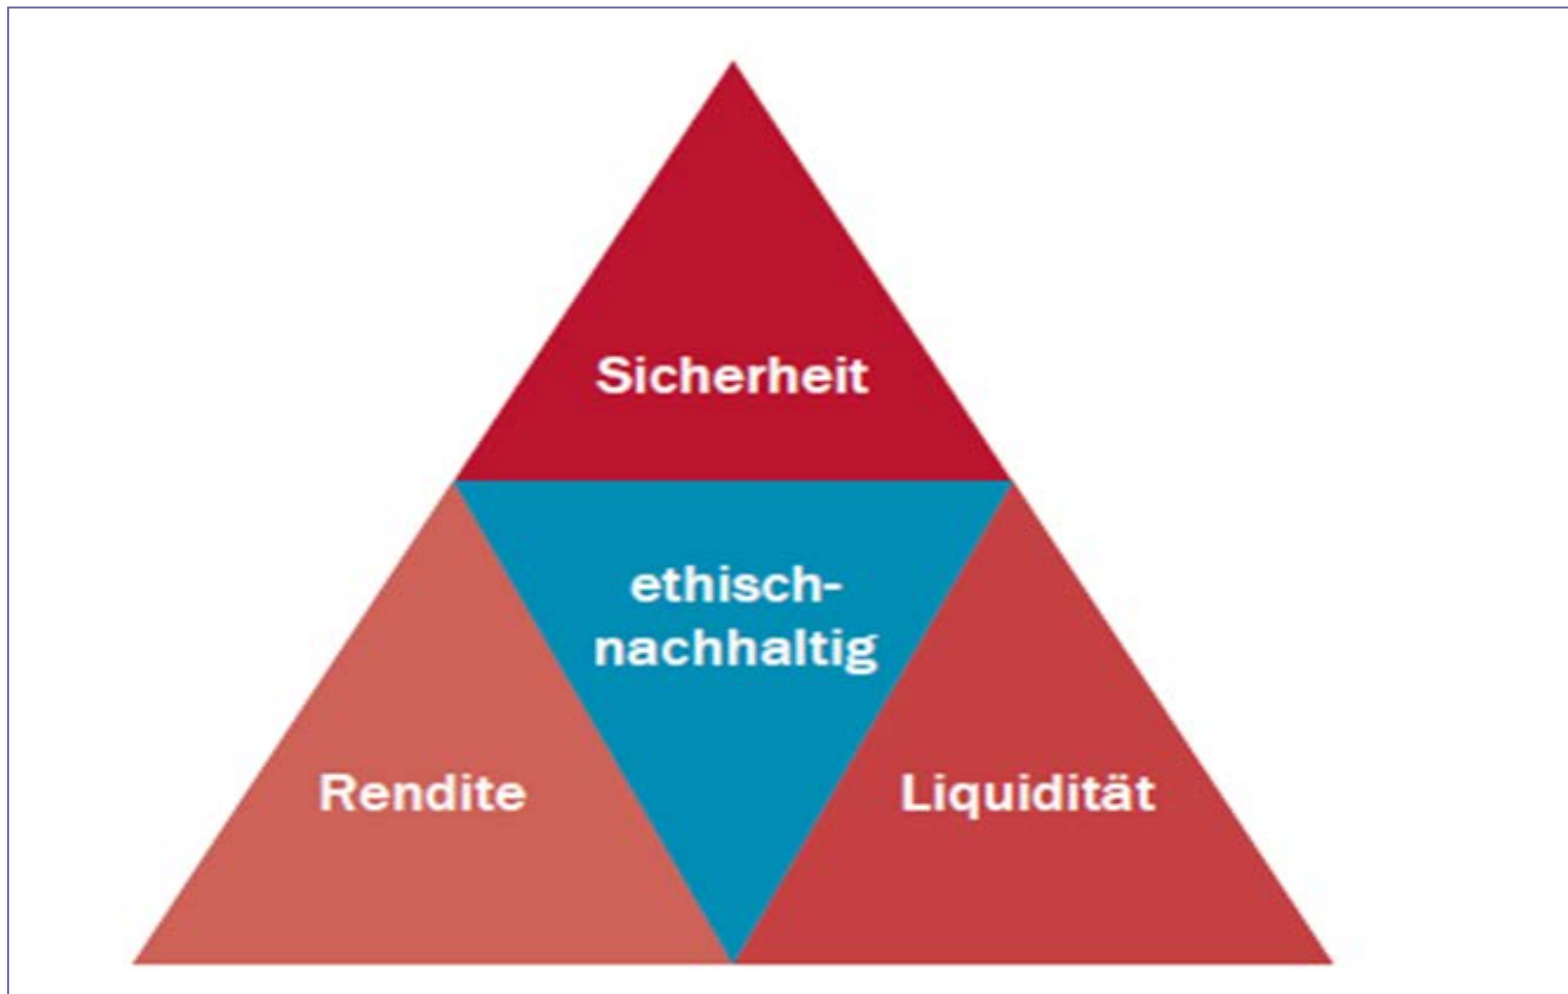 Sicherheit
ethisch-
nachhaltig
Rendite
Liquidität